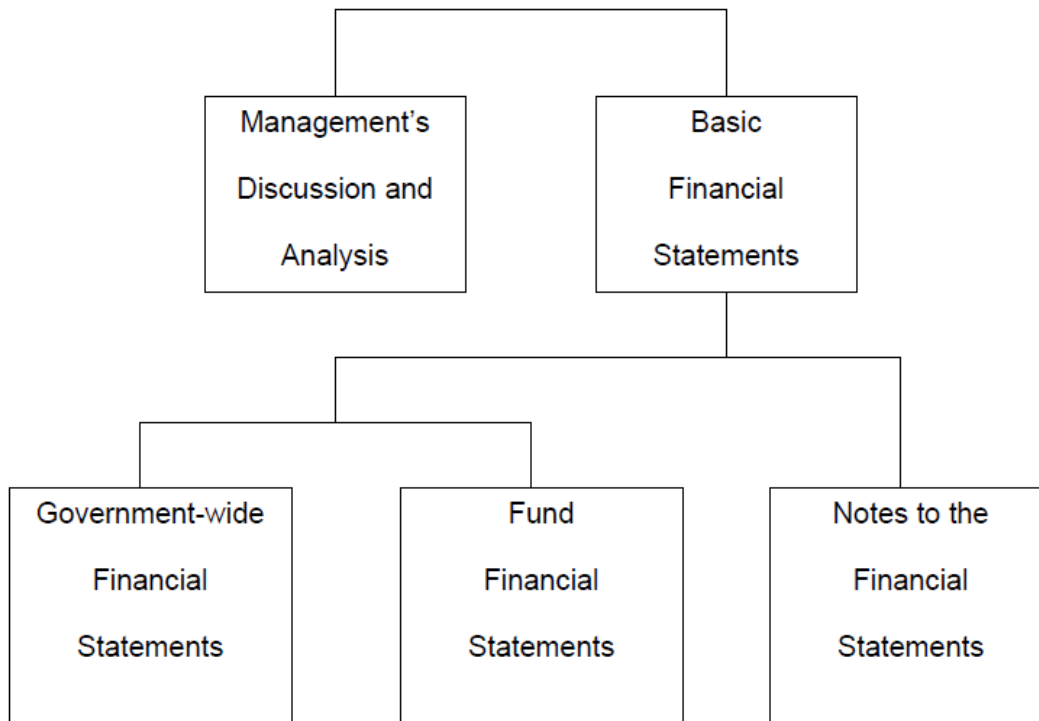 Management’s
Discussion and
Analysis
Basic
Financial
Statements
Government-wide
Financial
Statements
Fund
Financial
Statements
Notes to the
Financial
Statements